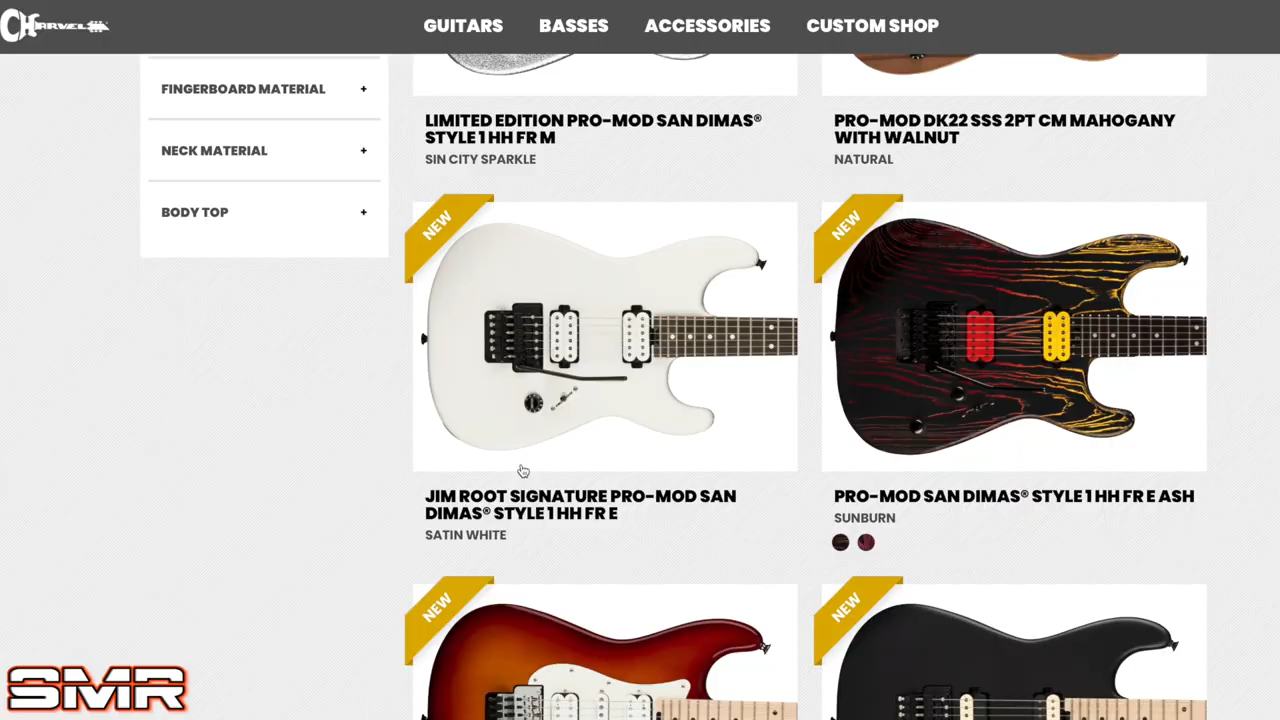 CHARVEL
GUITARS
BASSES
ACCESSORIES
CUSTOM SHOP
FINGERBOARD MATERIAL +
NECK MATERIAL +
BODY TOP +
LIMITED EDITION PRO-MOD SAN DIMAS®
STYLE 1 HH FR M
SIN CITY SPARKLE
PRO-MOD DK22 SSS 2PT CM MAHOGANY
WITH WALNUT
NATURAL
NEW
JIM ROOT SIGNATURE PRO-MOD SAN
DIMAS® STYLE 1 HH FR E
SATIN WHITE
NEW
PRO-MOD SAN DIMAS® STYLE 1 HH FR E ASH
SUNBURN
NEW
NEW
SMR